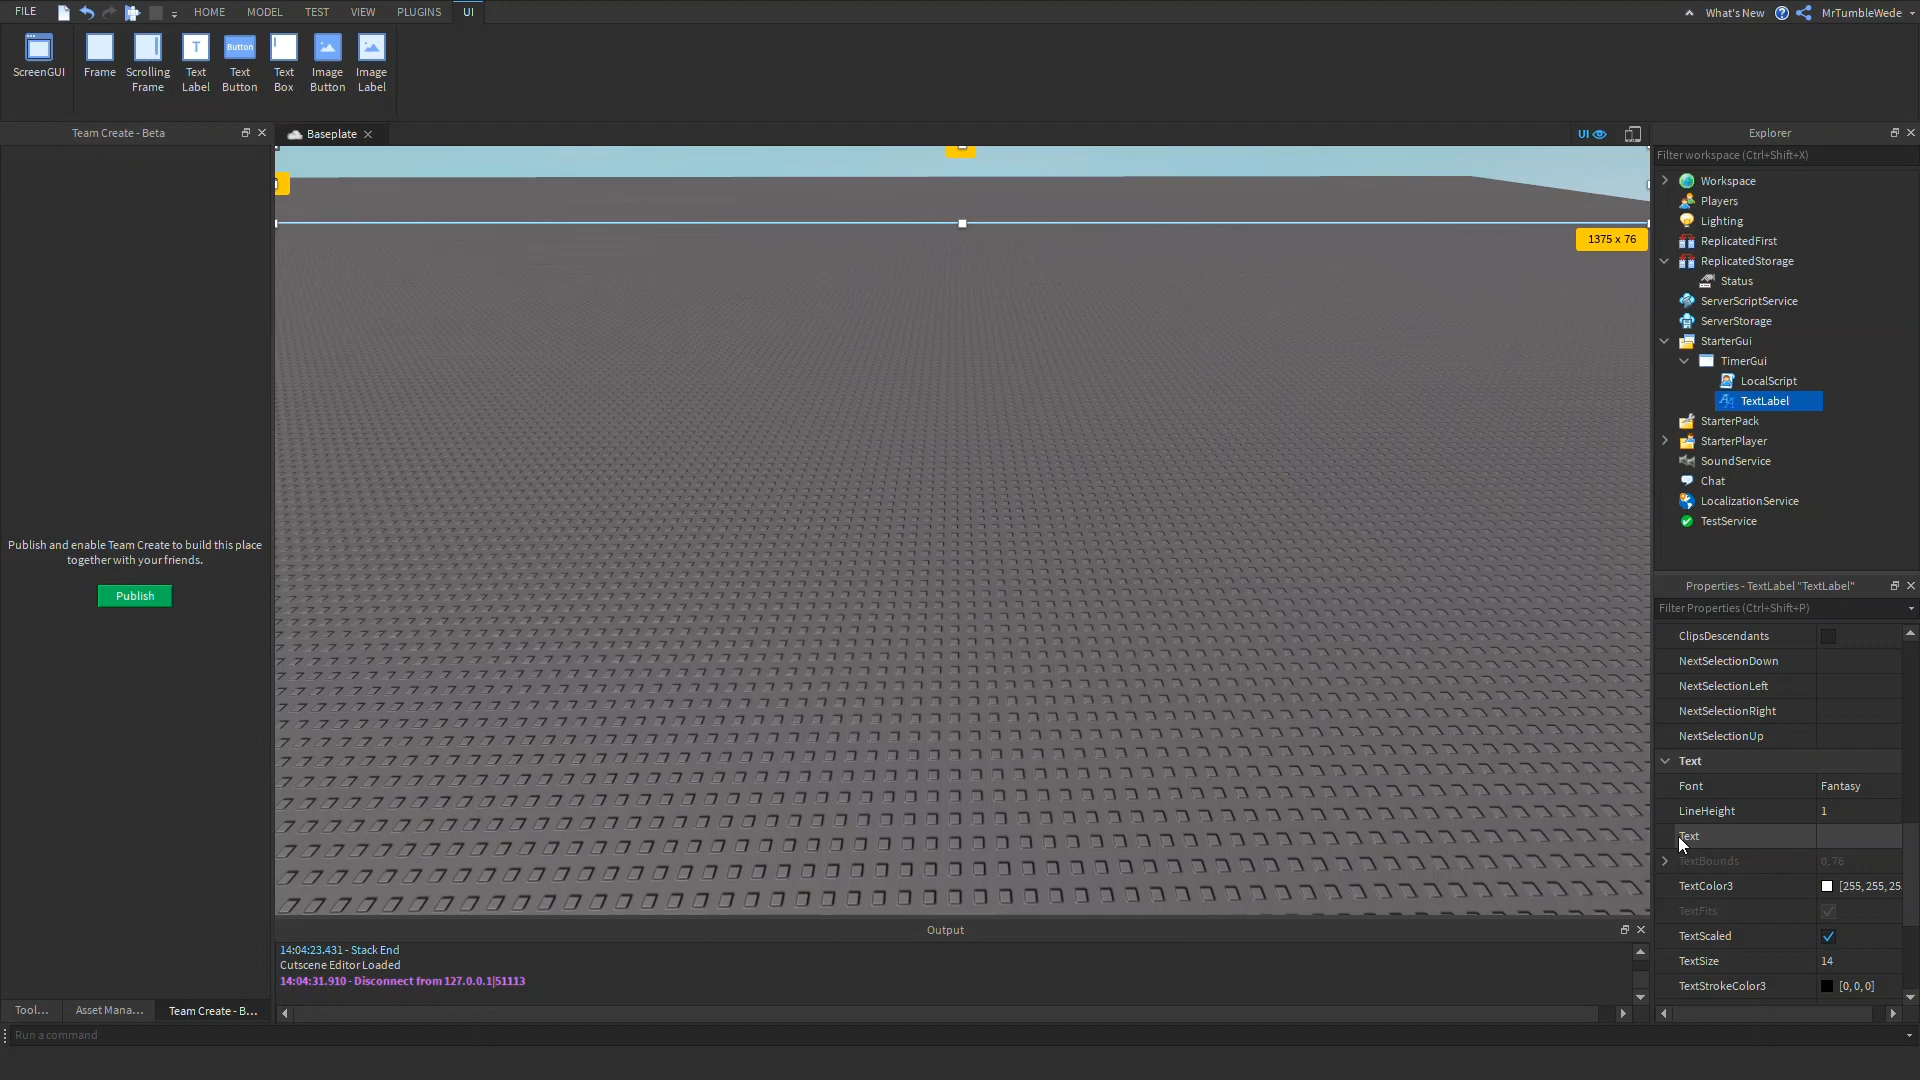 FILE HOME MODEL TEST VIEW PLUGINS UI What's New MrTumbleWede
ScreenGUI
Frame
Scrolling
Frame
Text
Label
Button
Text
Button
Text
Box
Image
Button
Image
Label
Team Create - Beta
Publish and enable Team Create to build this place
together with your friends.
Publish
Tool... Asset Mana... Team Create - B...
Baseplate
UI
1375 x 76
Output
14:04:23.431 - Stack End
Cutscene Editor Loaded
14:04:31.910 - Disconnect from 127.0.0.1|51113
Run a command
Explorer
Filter workspace (Ctrl+Shift+X)
Workspace
Players
Lighting
ReplicatedFirst
ReplicatedStorage
Status
ServerScriptService
ServerStorage
StarterGui
TimerGui
LocalScript
TextLabel
StarterPack
StarterPlayer
SoundService
Chat
LocalizationService
TestService
Properties - TextLabel "TextLabel"
Filter Properties (Ctrl+Shift+P)
ClipsDescendants
NextSelectionDown
NextSelectionLeft
NextSelectionRight
NextSelectionUp
Text
Font Fantasy
LineHeight 1
Text
TextBounds 0, 76
TextColor3 [255, 255, 25
TextFits
TextScaled
TextSize 14
TextStrokeColor3 [0, 0, 0]